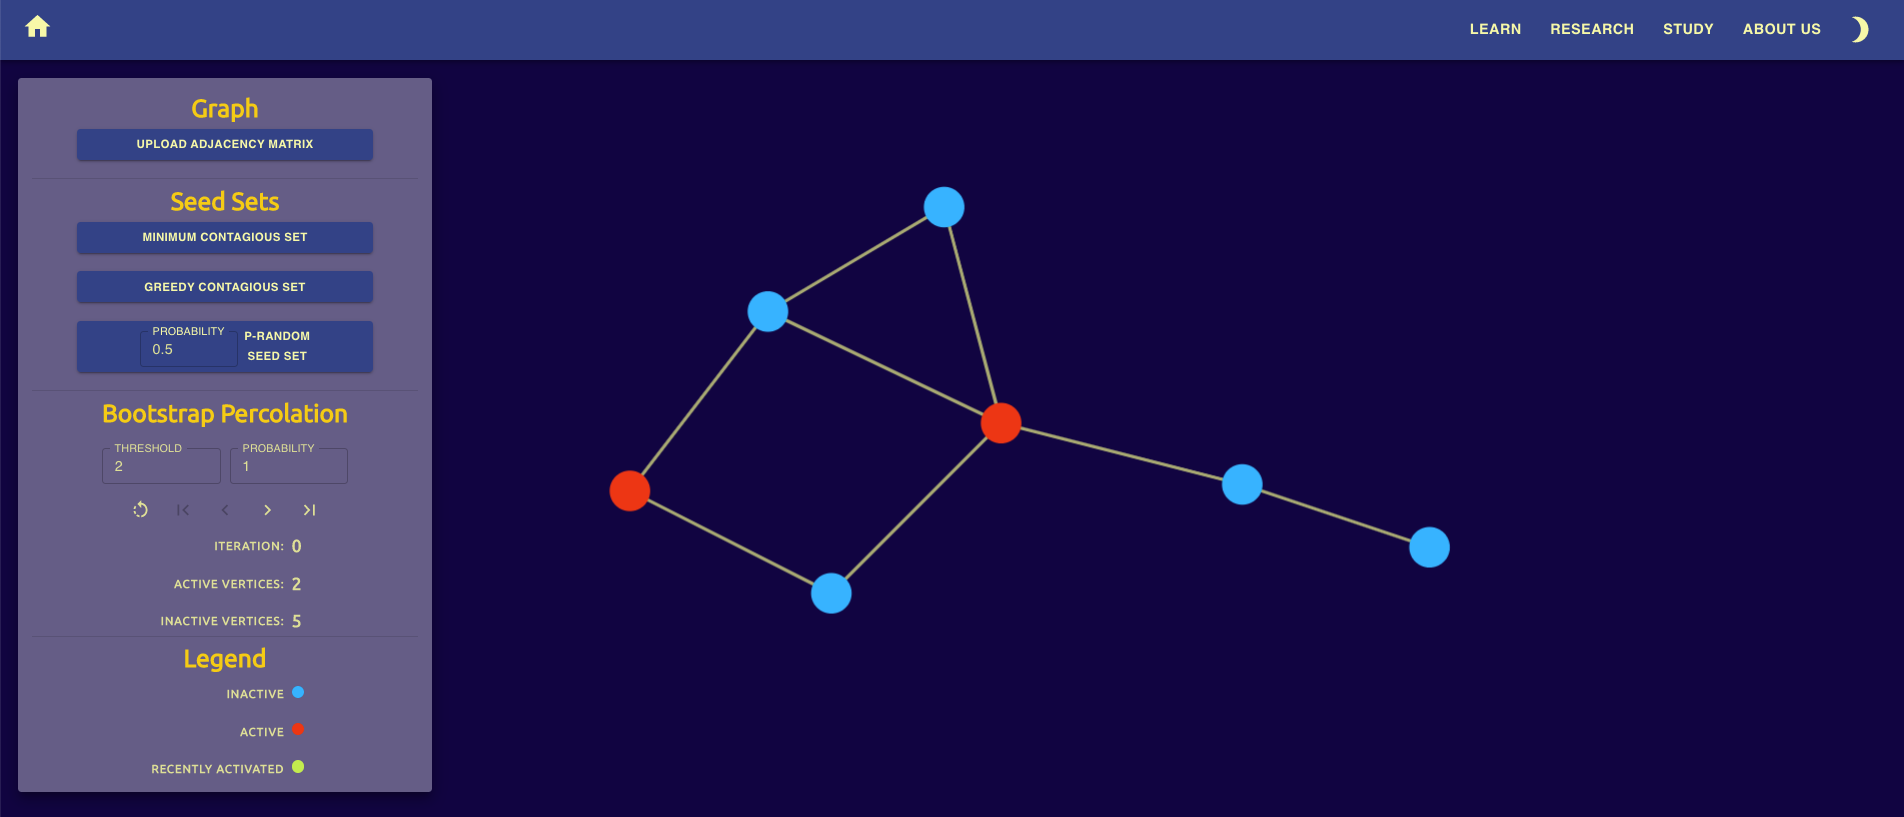 LEARN RESEARCH STUDY ABOUT US
Graph
UPLOAD ADJACENCY MATRIX
Seed Sets
MINIMUM CONTAGIOUS SET
GREEDY CONTAGIOUS SET
PROBABILITY
0.5
P-RANDOM
SEED SET
Bootstrap Percolation
THRESHOLD PROBABILITY
2 1
ITERATION: 0
ACTIVE VERTICES: 2
INACTIVE VERTICES: 5
Legend
INACTIVE
ACTIVE
RECENTLY ACTIVATED